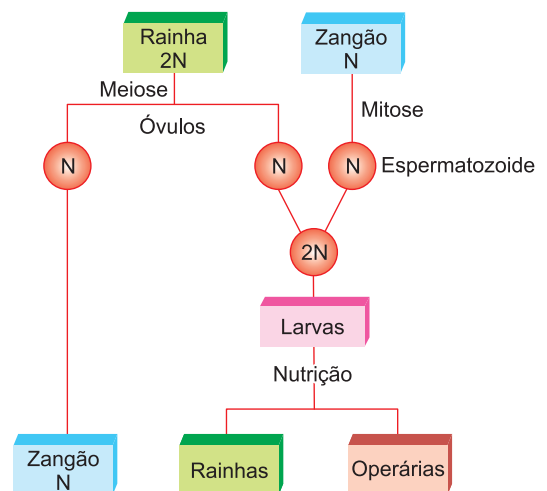 Rainha
2N
Zangão
N
Meiose
Mitose
Óvulos
N
N
N
Espermatozoide
2N
Larvas
Nutrição
Zangão
N
Rainhas
Operárias